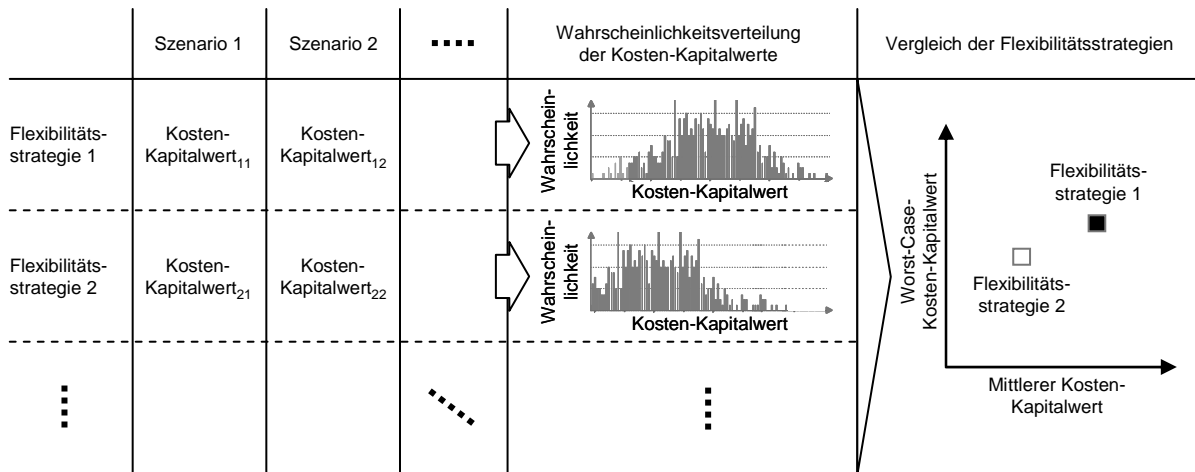 Szenario 1
Szenario 2
Wahrscheinlichkeitsverteilung
der Kosten-Kapitalwerte
Vergleich der Flexibilitätsstrategien
Flexibilitäts-
strategie 1
Kosten-
Kapitalwert11
Kosten-
Kapitalwert12
Wahrschein-
lichkeit
Kosten-Kapitalwert
Flexibilitäts-
strategie 2
Kosten-
Kapitalwert21
Kosten-
Kapitalwert22
Wahrschein-
lichkeit
Kosten-Kapitalwert
Worst-Case-
Kosten-Kapitalwert
Flexibilitäts-
strategie 1
Flexibilitäts-
strategie 2
Mittlerer Kosten-
Kapitalwert